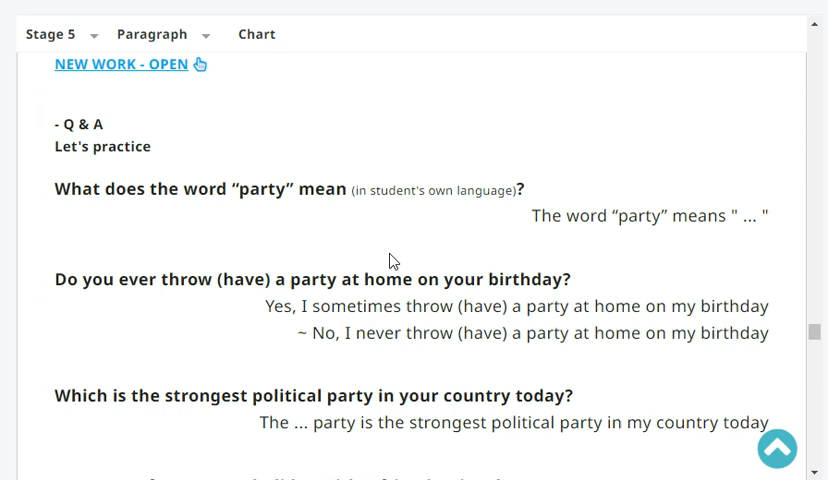 Stage 5 Paragraph Chart
NEW WORK - OPEN
- Q & A
Let's practice
What does the word “party” mean (in student's own language)?
The word “party” means " ... "
Do you ever throw (have) a party at home on your birthday?
Yes, I sometimes throw (have) a party at home on my birthday
~ No, I never throw (have) a party at home on my birthday
Which is the strongest political party in your country today?
The ... party is the strongest political party in my country today